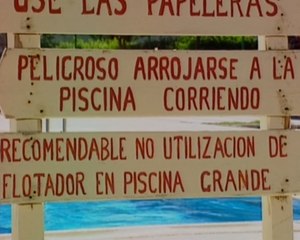 USE LAS PAPELERAS
PELIGROSO ARROJARSE A LA
PISCINA CORRIENDO
RECOMENDABLE NO UTILIZACION DE
FLOTADOR EN PISCINA GRANDE